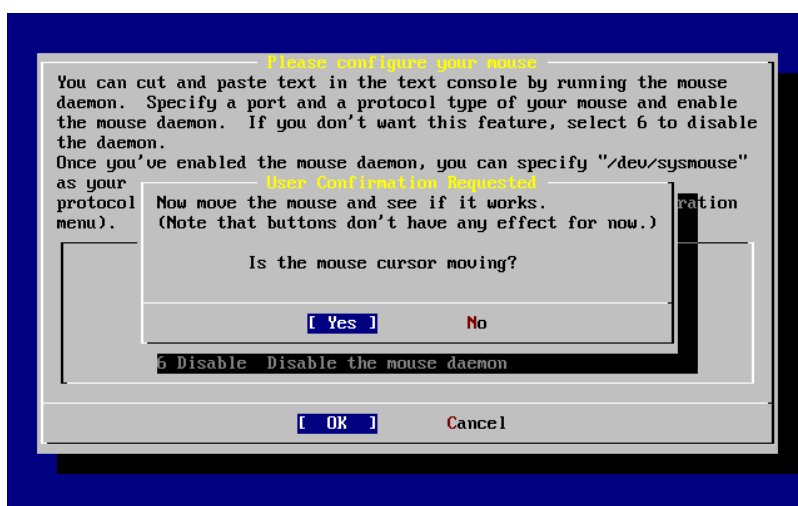 Please configure your mouse
You can cut and paste text in the text console by running the mouse
daemon.  Specify a port and a protocol type of your mouse and enable
the mouse daemon.  If you don't want this feature, select 6 to disable
the daemon.
Once you've enabled the mouse daemon, you can specify "/dev/sysmouse"
as your
User Confirmation Requested
protocol
ration
menu).
Now move the mouse and see if it works.
(Note that buttons don't have any effect for now.)
Is the mouse cursor moving?
[ Yes ]    No
6 Disable  Disable the mouse daemon
[ OK ]    Cancel